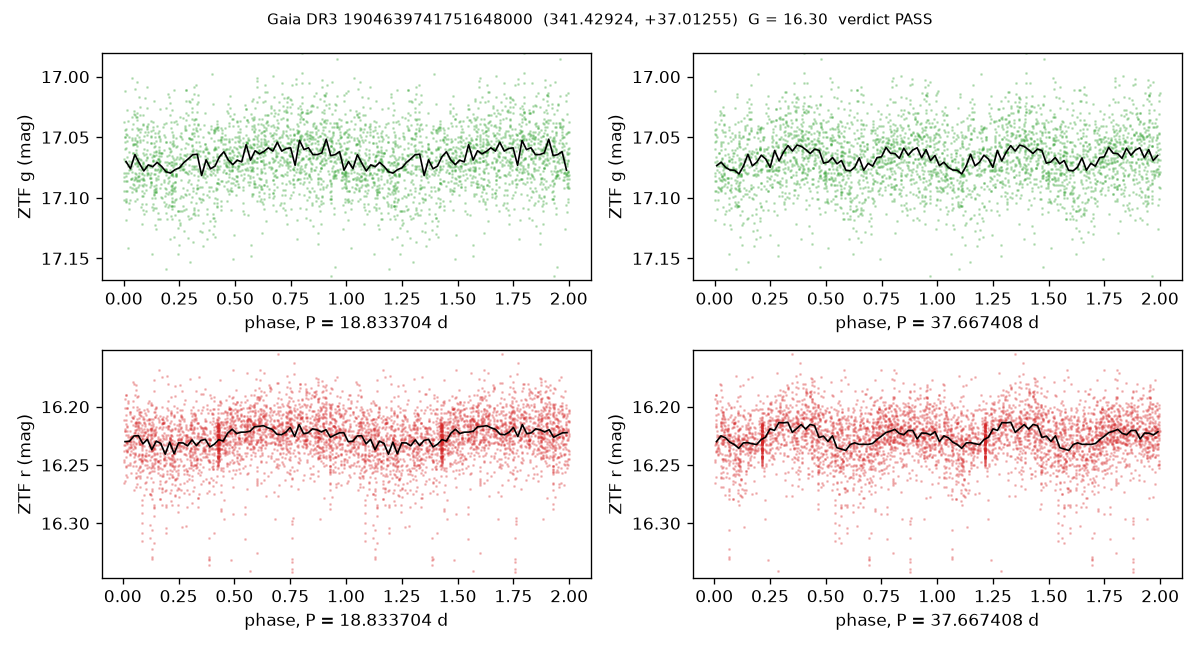 Gaia DR3 1904639741751648000 (341.42924, +37.01255) G = 16.30 verdict PASS
ZTF g (mag)
17.00
17.05
17.10
17.15
0.00 0.25 0.50 0.75 1.00 1.25 1.50 1.75 2.00
phase, P = 18.833704 d
ZTF g (mag)
17.00
17.05
17.10
17.15
0.00 0.25 0.50 0.75 1.00 1.25 1.50 1.75 2.00
phase, P = 37.667408 d
ZTF r (mag)
16.20
16.25
16.30
0.00 0.25 0.50 0.75 1.00 1.25 1.50 1.75 2.00
phase, P = 18.833704 d
ZTF r (mag)
16.20
16.25
16.30
0.00 0.25 0.50 0.75 1.00 1.25 1.50 1.75 2.00
phase, P = 37.667408 d